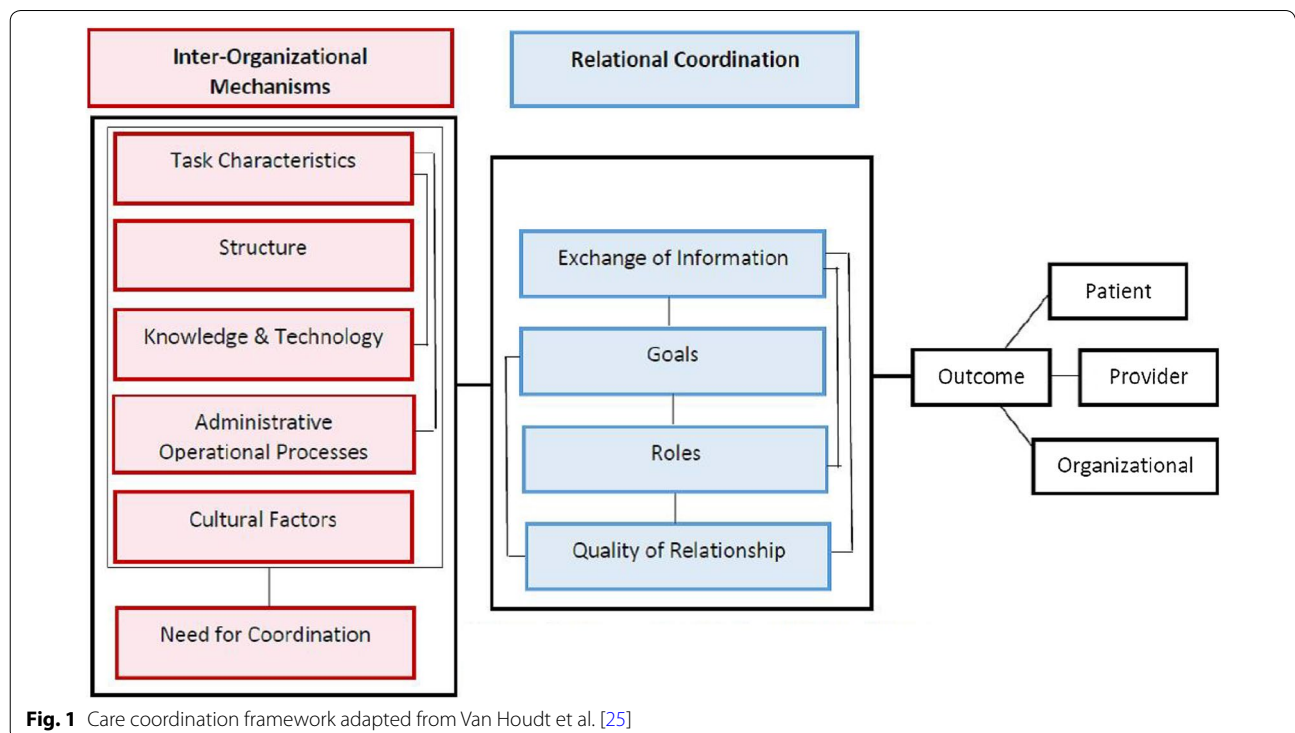 Inter-Organizational
Mechanisms
Relational Coordination
Task Characteristics
Structure
Knowledge & Technology
Administrative
Operational Processes
Cultural Factors
Need for Coordination
Exchange of Information
Goals
Roles
Quality of Relationship
Outcome
Patient
Provider
Organizational
Fig. 1 Care coordination framework adapted from Van Houdt et al. [25]